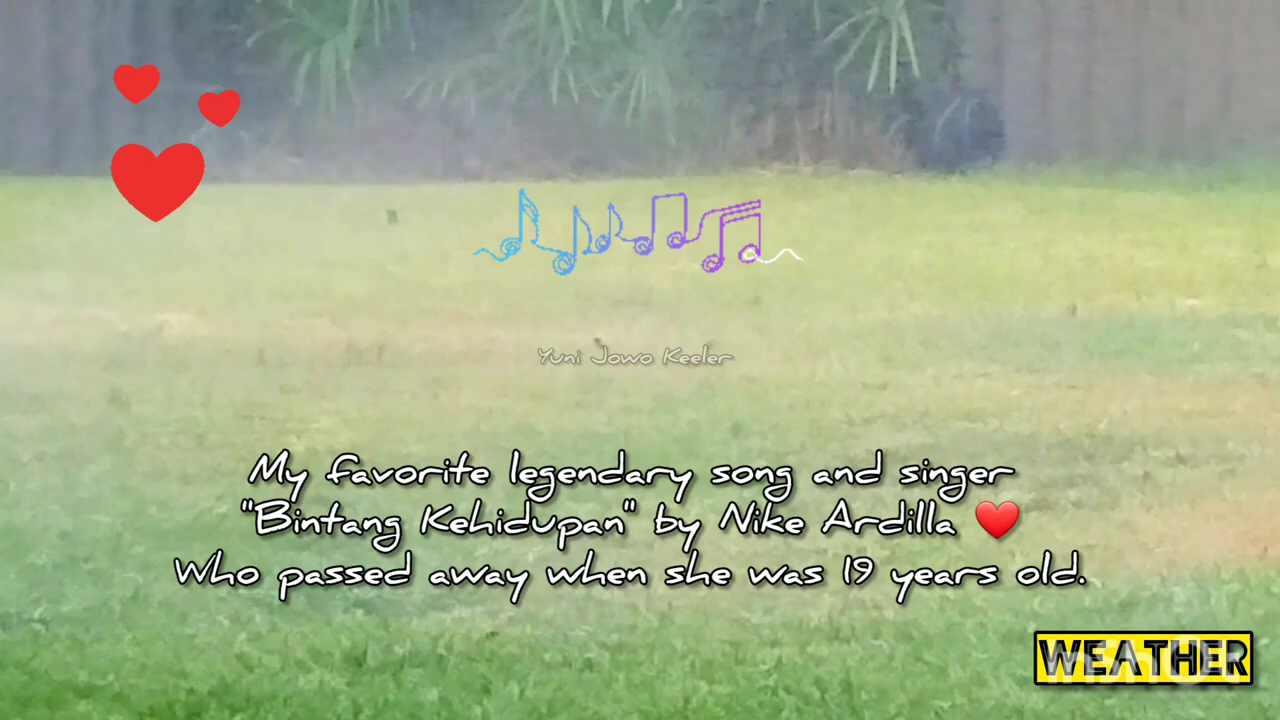 Yuni Jowo Keeler
My favorite legendary song and singer
"Bintang Kehidupan" by Nike Ardilla ❤️
Who passed away when she was 19 years old.
WEATHER
InShOt